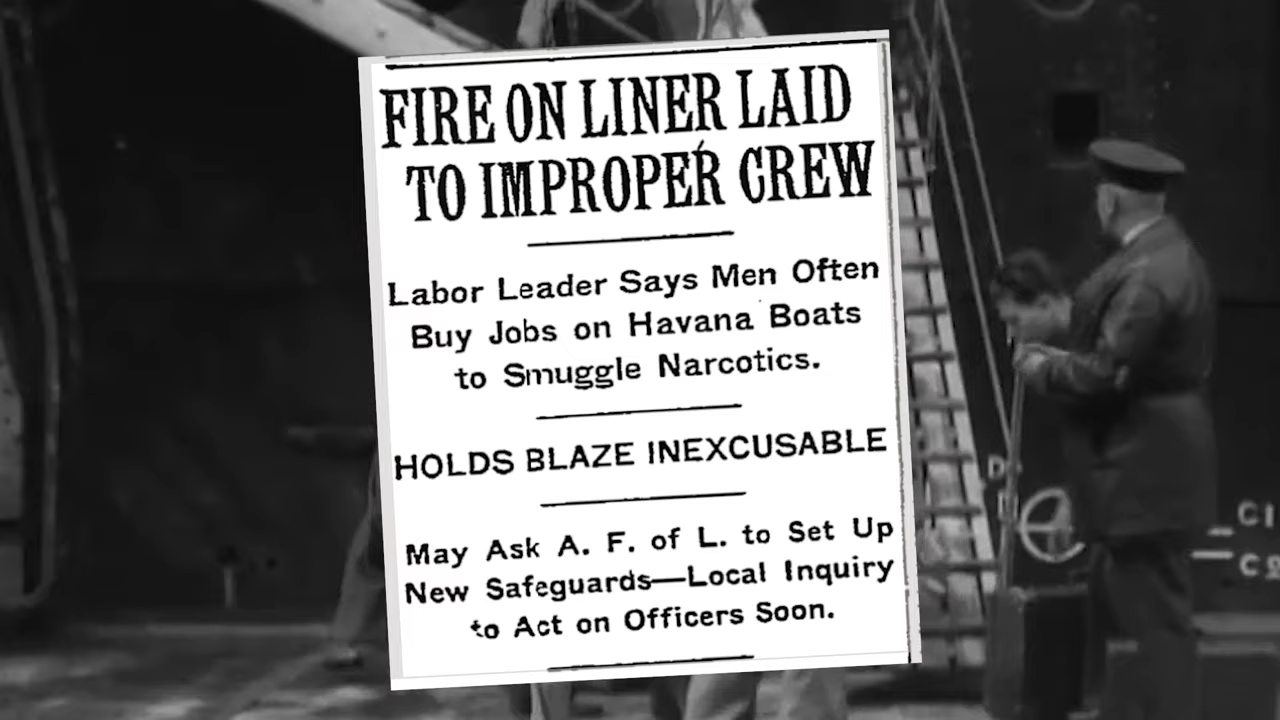 FIRE ON LINER LAID
TO IMPROPER CREW
Labor Leader Says Men Often
Buy Jobs on Havana Boats
to Smuggle Narcotics.
HOLDS BLAZE INEXCUSABLE
May Ask A. F. of L. to Set Up
New Safeguards—Local Inquiry
to Act on Officers Soon.